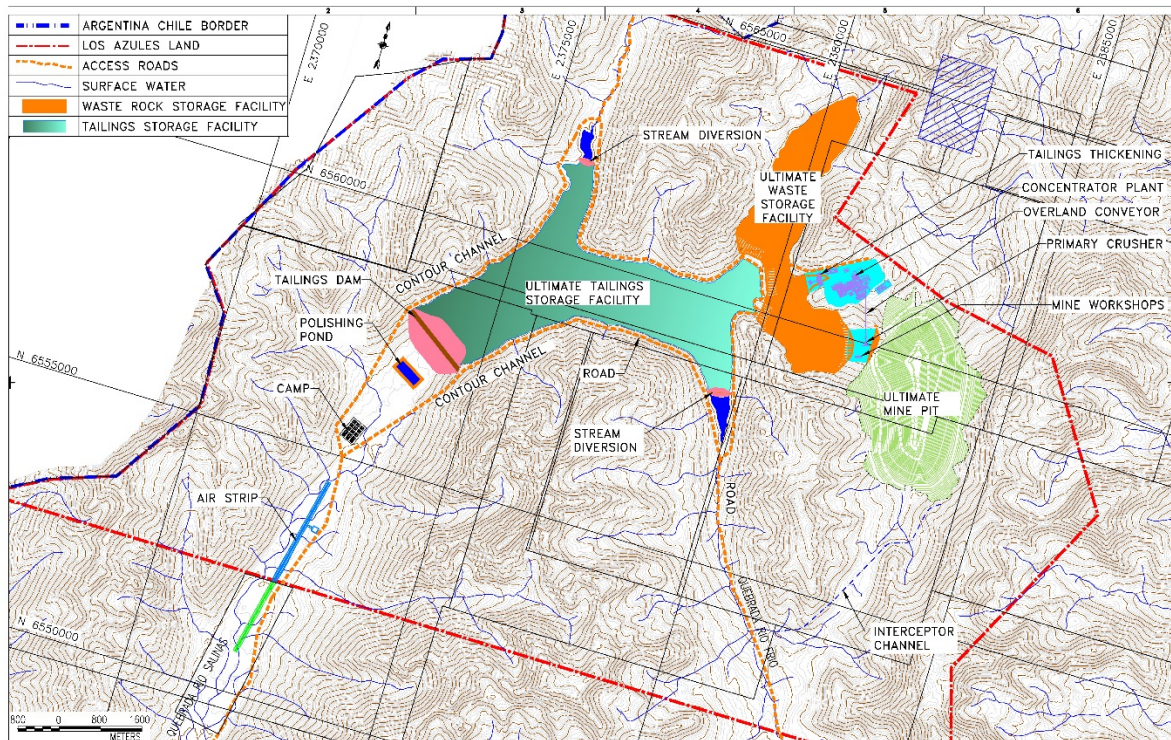 2
3
4
5
6
ARGENTINA CHILE BORDER
LOS AZULES LAND
ACCESS ROADS
SURFACE WATER
WASTE ROCK STORAGE FACILITY
TAILINGS STORAGE FACILITY
E 2370000
E 2375000
E 2380000
E 2385000
N 6565000
N 6560000
N 6555000
N 6550000
STREAM DIVERSION
ULTIMATE
WASTE
STORAGE
FACILITY
TAILINGS THICKENING
CONCENTRATOR PLANT
OVERLAND CONVEYOR
PRIMARY CRUSHER
MINE WORKSHOPS
CONTOUR CHANNEL
TAILINGS DAM
ULTIMATE TAILINGS
STORAGE FACILITY
POLISHING
POND
CONTOUR CHANNEL
ROAD
CAMP
ULTIMATE
MINE PIT
STREAM
DIVERSION
AIR STRIP
ROAD
QUEBRADA RIO FRIO
QUEBRADA RIO SALINAS
INTERCEPTOR
CHANNEL
800 0 800 1600
METERS